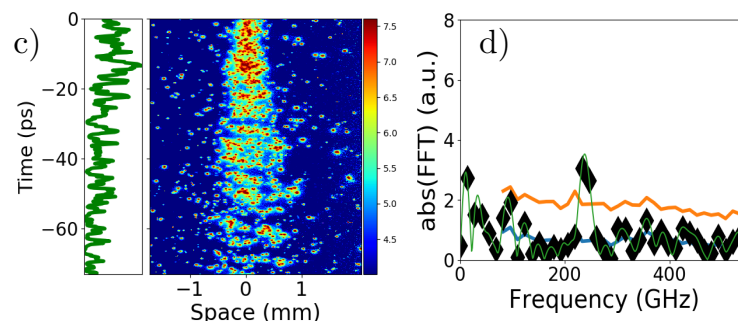 c)
0
−20
−40
−60
Time (ps)
−1 0 1
Space (mm)
7.5
7.0
6.5
6.0
5.5
5.0
4.5
d)
8
6
4
2
0
abs(FFT) (a.u.)
0 200 400
Frequency (GHz)